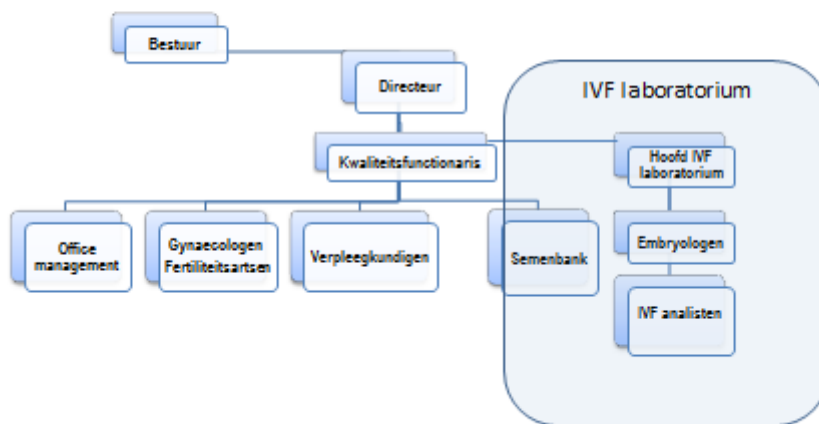 Bestuur
Directeur
IVF laboratorium
Kwaliteitsfunctionaris
Hoofd IVF
laboratorium
Office
management
Gynaecologen
Fertiliteitsartsen
Verpleegkundigen
Semenbank
Embryologen
IVF analisten